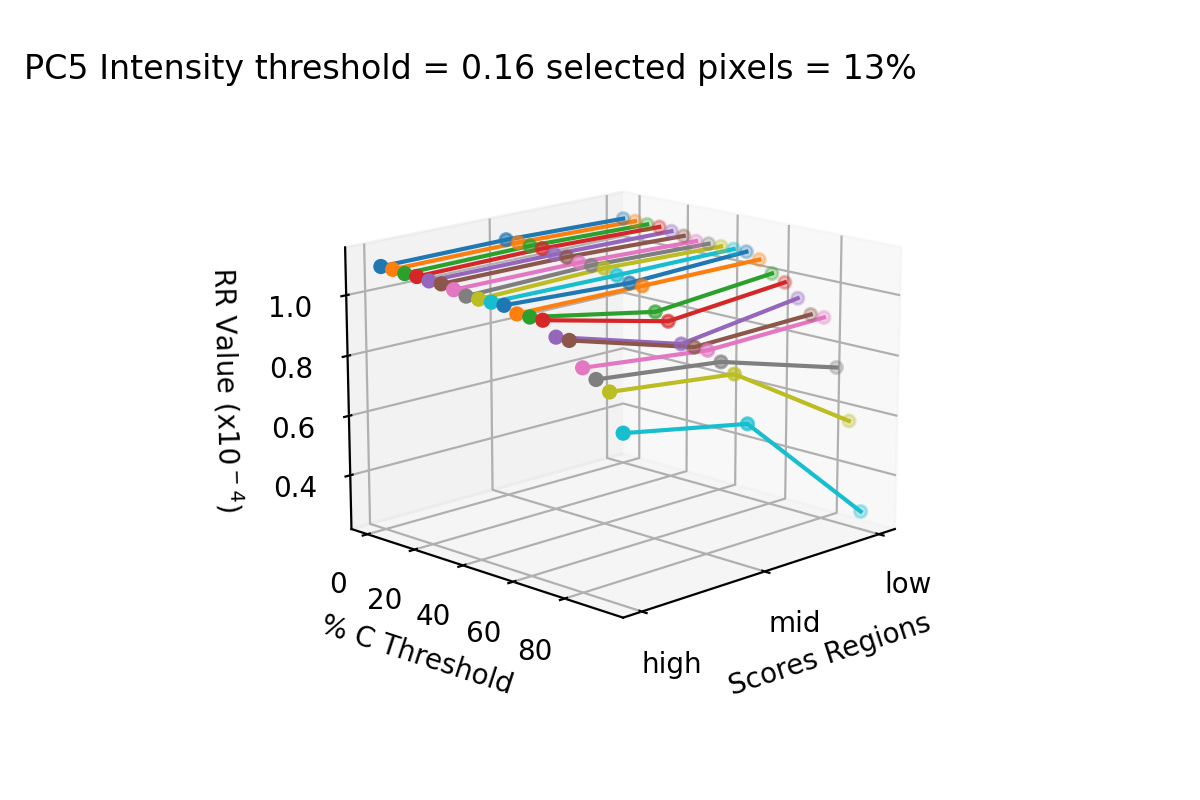 PC5 Intensity threshold = 0.16 selected pixels = 13%
RR Value (x10⁻⁴)
1.0
0.8
0.6
0.4
0
20
40
60
80
% C Threshold
high
mid
low
Scores Regions